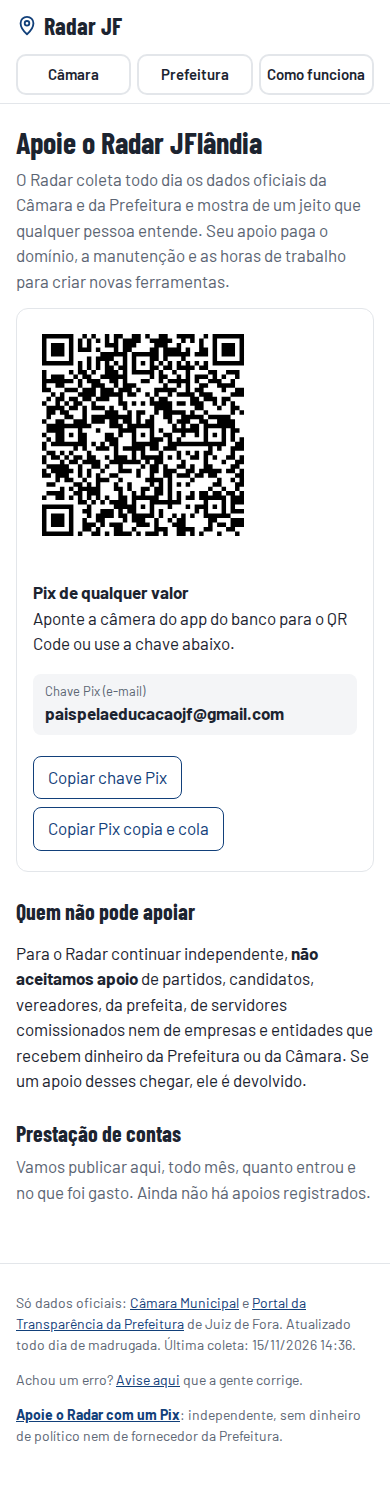 Radar JF
Câmara
Prefeitura
Como funciona
Apoie o Radar JFlândia
O Radar coleta todo dia os dados oficiais da
Câmara e da Prefeitura e mostra de um jeito que
qualquer pessoa entende. Seu apoio paga o
domínio, a manutenção e as horas de trabalho
para criar novas ferramentas.
Pix de qualquer valor
Aponte a câmera do app do banco para o QR
Code ou use a chave abaixo.
Chave Pix (e-mail)
paispelaeducacaojf@gmail.com
Copiar chave Pix
Copiar Pix copia e cola
Quem não pode apoiar
Para o Radar continuar independente, não
aceitamos apoio de partidos, candidatos,
vereadores, da prefeita, de servidores
comissionados nem de empresas e entidades que
recebem dinheiro da Prefeitura ou da Câmara. Se
um apoio desses chegar, ele é devolvido.
Prestação de contas
Vamos publicar aqui, todo mês, quanto entrou e
no que foi gasto. Ainda não há apoios registrados.
Só dados oficiais: Câmara Municipal e Portal da
Transparência da Prefeitura de Juiz de Fora. Atualizado
todo dia de madrugada. Última coleta: 15/11/2026 14:36.
Achou um erro? Avise aqui que a gente corrige.
Apoie o Radar com um Pix: independente, sem dinheiro
de político nem de fornecedor da Prefeitura.